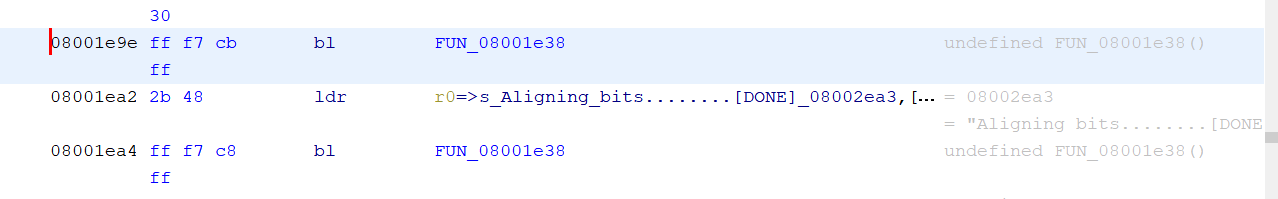 30
08001e9e ff f7 cb bl FUN_08001e38 undefined FUN_08001e38()
ff
08001ea2 2b 48 ldr r0=>s_Aligning_bits........[DONE]_08002ea3,[... = 08002ea3
= "Aligning bits........[DONE
08001ea4 ff f7 c8 bl FUN_08001e38 undefined FUN_08001e38()
ff